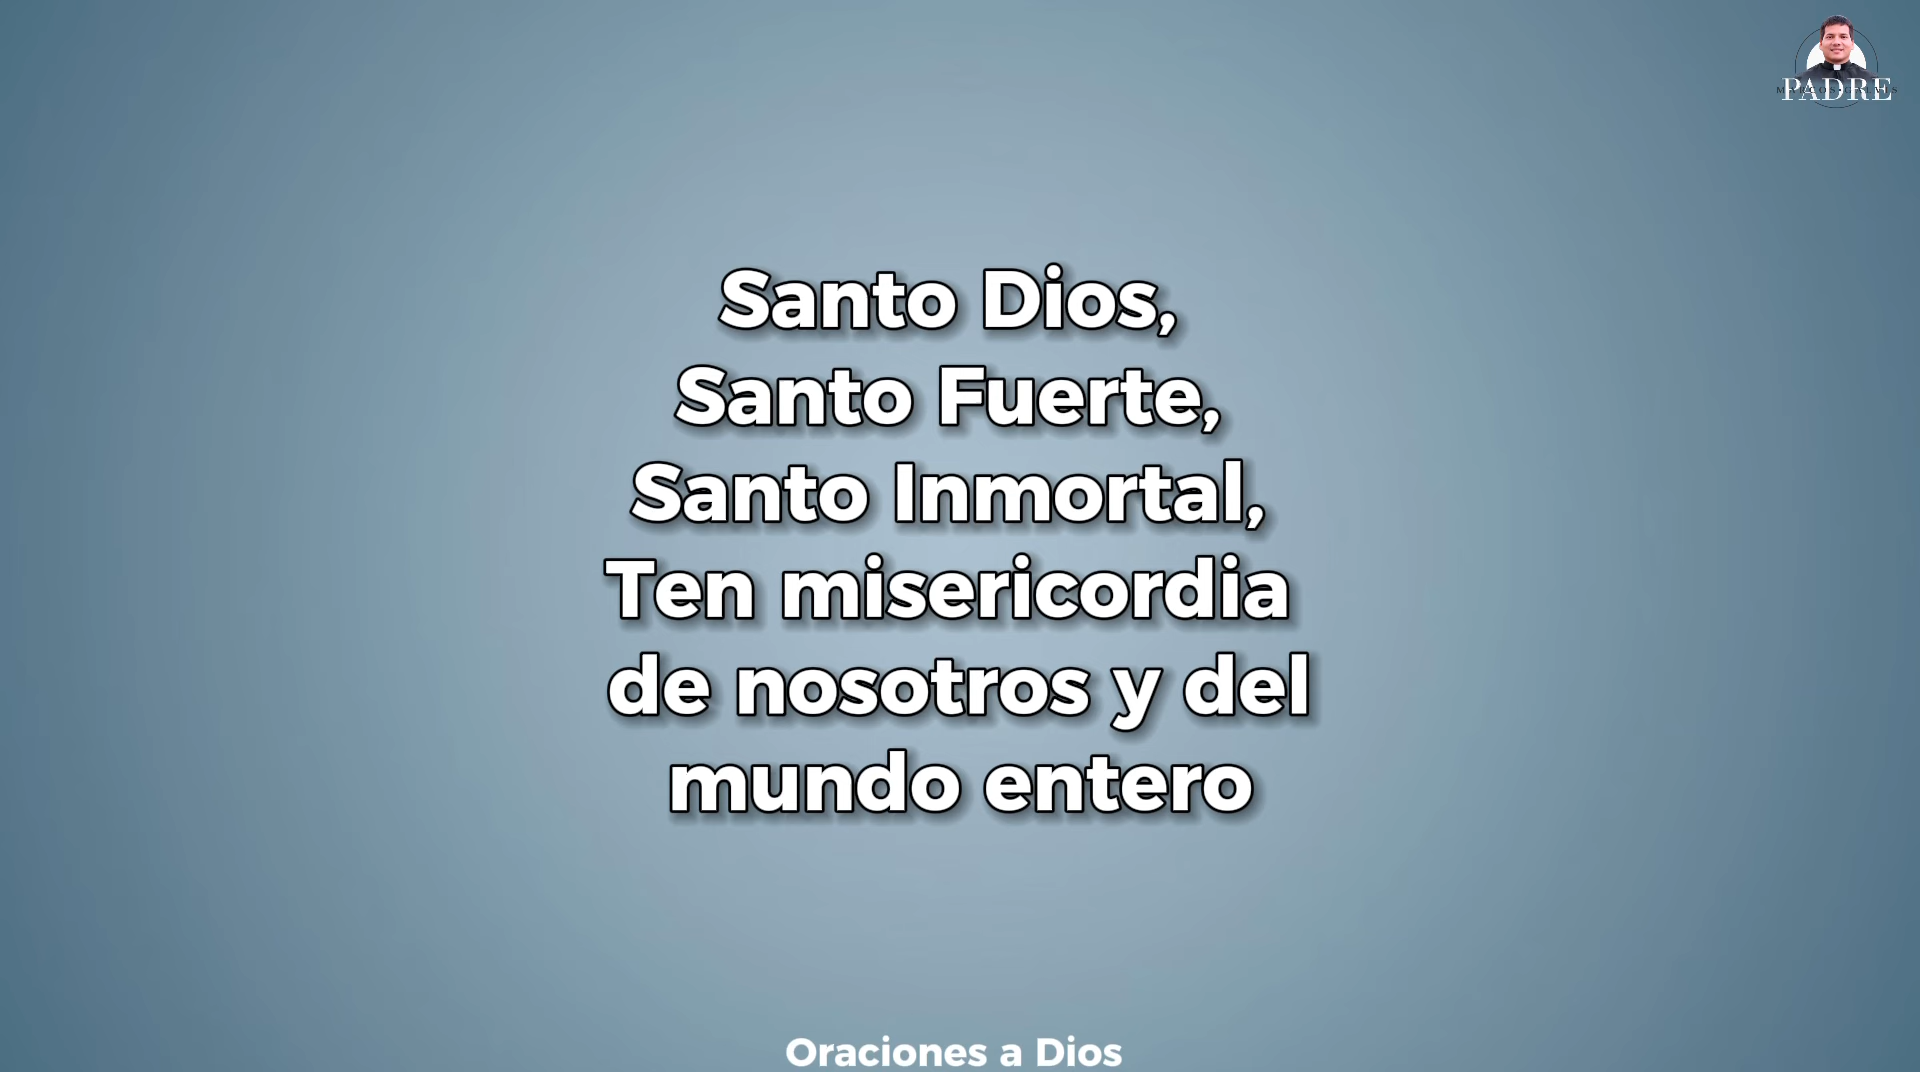 PADRE
Santo Dios,
Santo Fuerte,
Santo Inmortal,
Ten misericordia
de nosotros y del
mundo entero
Oraciones a Dios